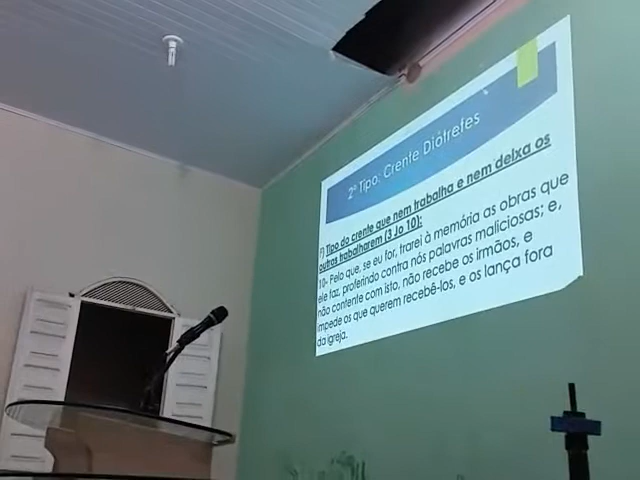 2º Tipo: Crente Diótrefes
f) Tipo do crente que nem trabalha e nem deixa os
outros trabalharem (3 Jo 10):
10- Pelo que, se eu for, trarei à memória as obras que
ele faz, proferindo contra nós palavras maliciosas; e,
não contente com isto, não recebe os irmãos, e
impede os que querem recebê-los, e os lança fora
da igreja.